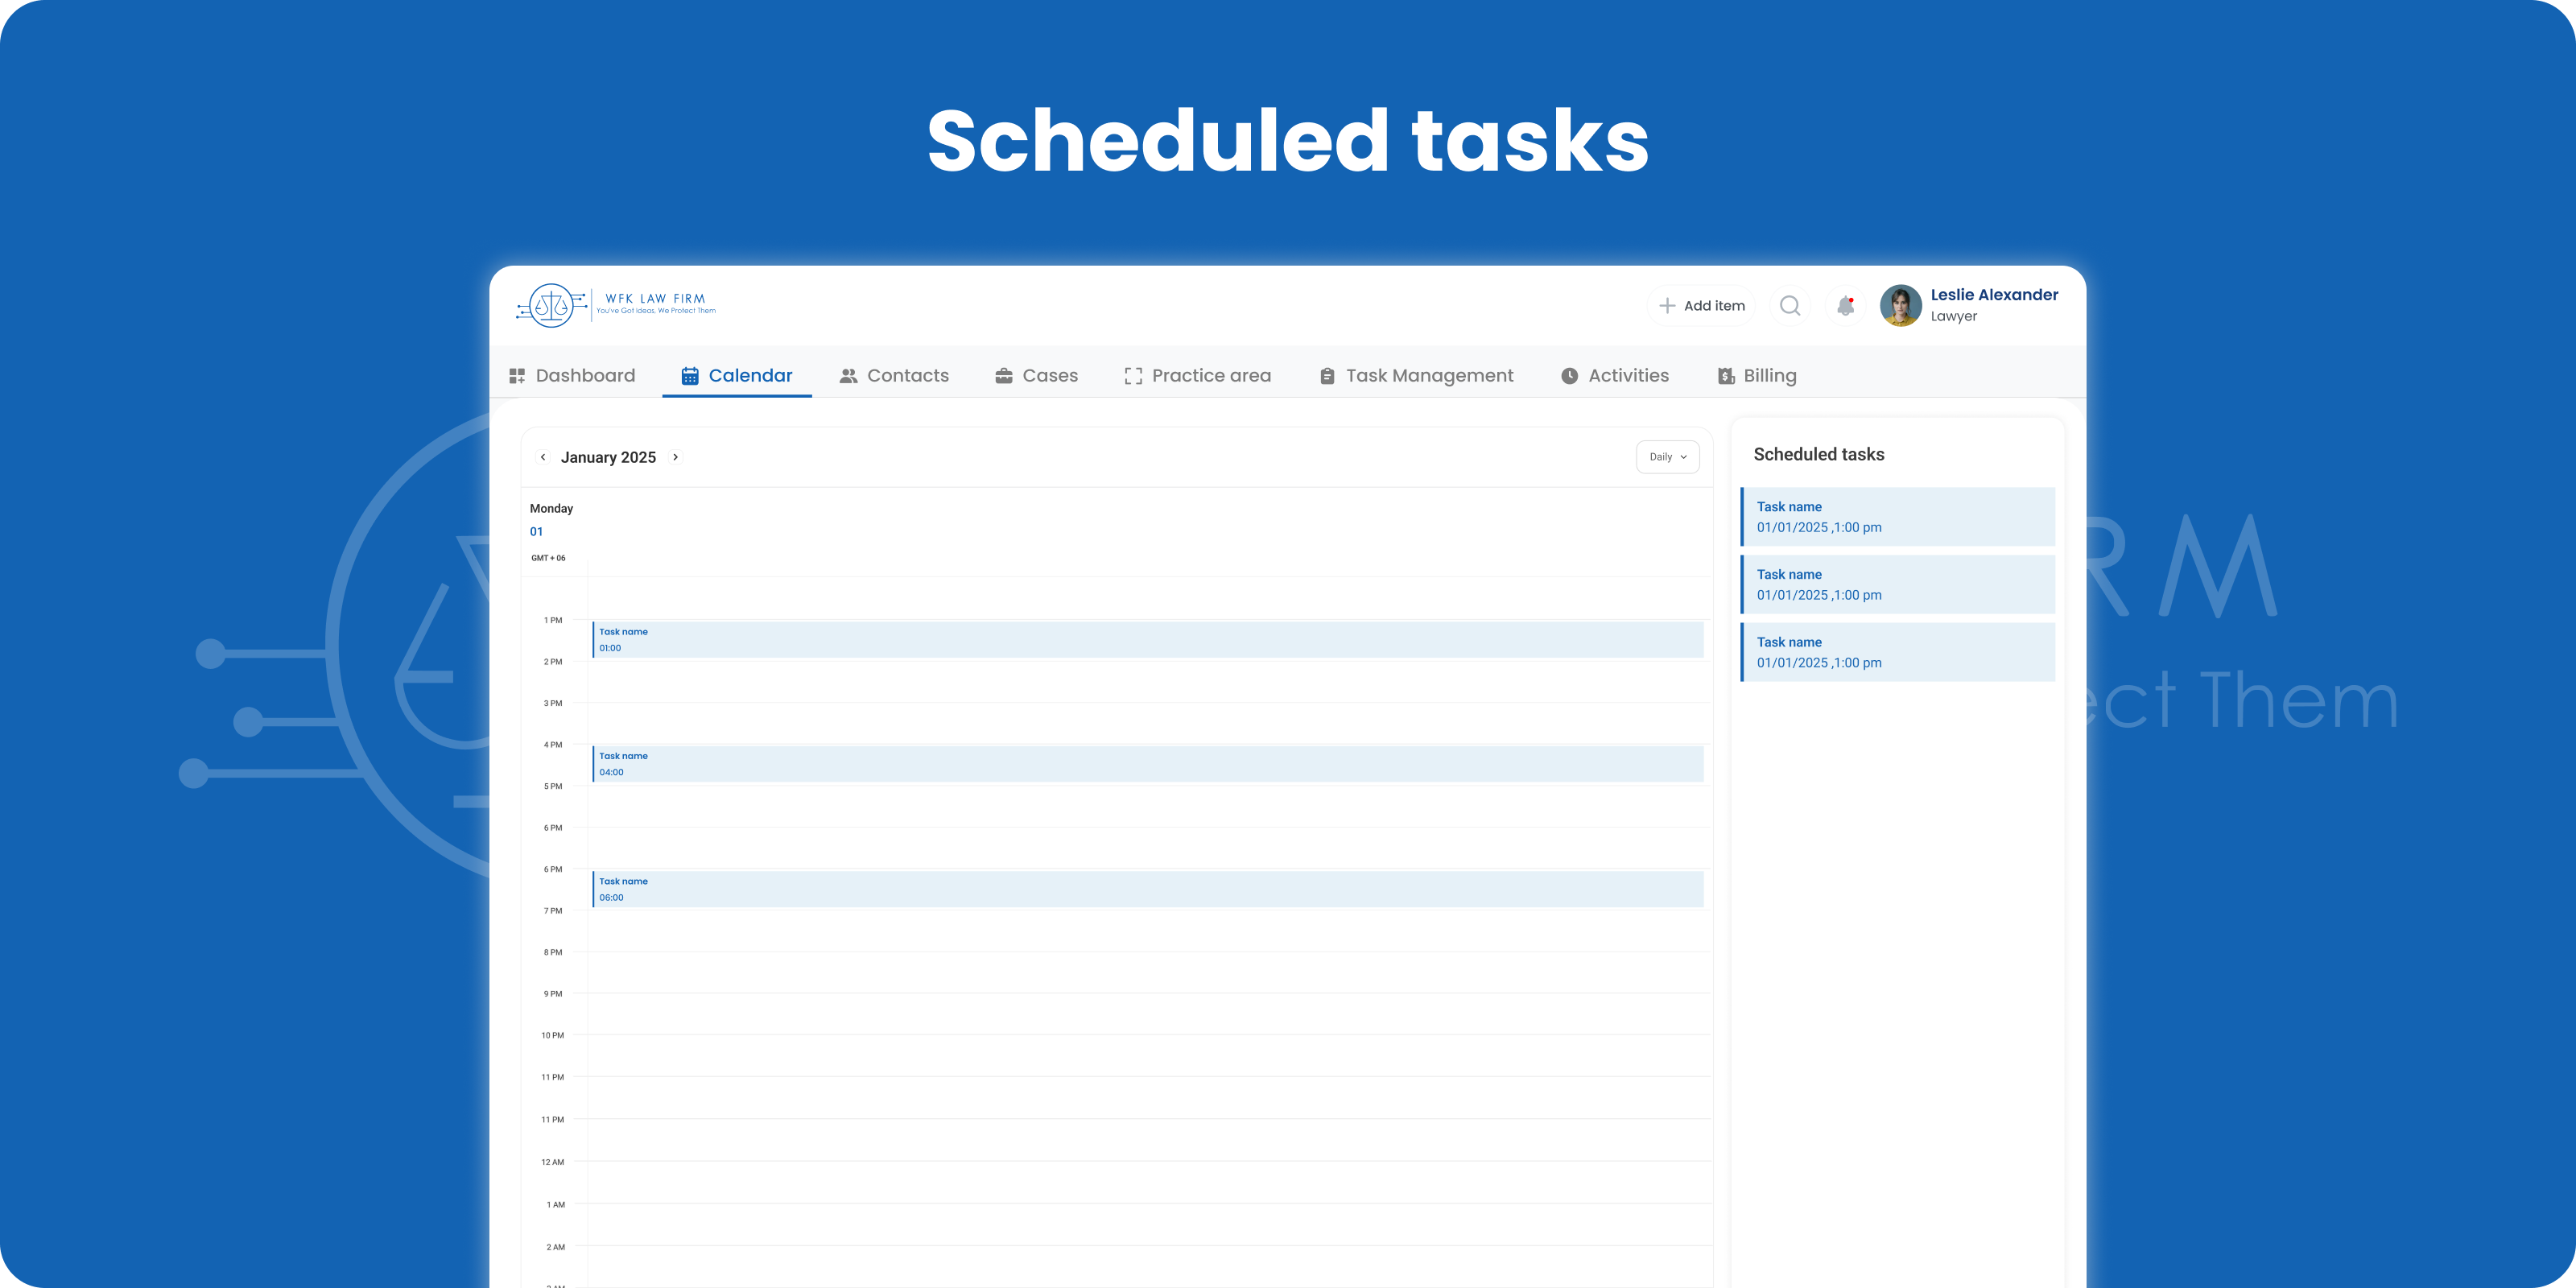 Scheduled tasks
WFK LAW FIRM
You've Got Ideas, We Protect Them
Add item
Leslie Alexander
Lawyer
Dashboard
Calendar
Contacts
Cases
Practice area
Task Management
Activities
Billing
January 2025
Daily
Monday
01
GMT + 06
1 PM
Task name
01:00
2 PM
3 PM
4 PM
Task name
04:00
5 PM
6 PM
6 PM
Task name
06:00
7 PM
8 PM
9 PM
10 PM
11 PM
11 PM
12 AM
1 AM
2 AM
Scheduled tasks
Task name
01/01/2025 ,1:00 pm
Task name
01/01/2025 ,1:00 pm
Task name
01/01/2025 ,1:00 pm
RM
ect Them